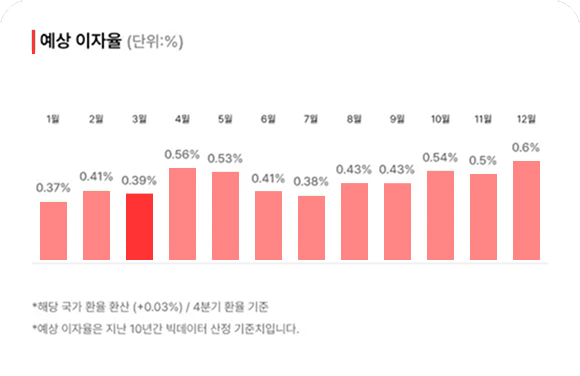 예상 이자율 (단위:%)
1월 2월 3월 4월 5월 6월 7월 8월 9월 10월 11월 12월
0.37% 0.41% 0.39% 0.56% 0.53% 0.41% 0.38% 0.43% 0.43% 0.54% 0.5% 0.6%
*해당 국가 환율 환산 (+0.03%) / 4분기 환율 기준
*예상 이자율은 지난 10년간 빅데이터 산정 기준치입니다.